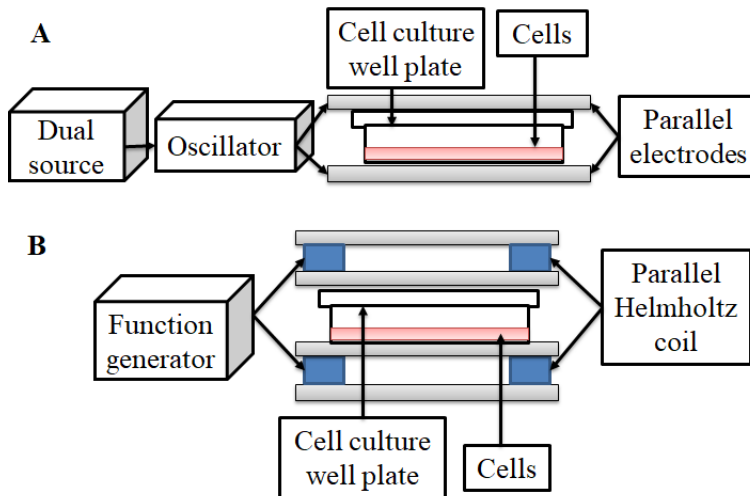 A
Cell culture
well plate
Cells
Dual
source
Oscillator
Parallel
electrodes
B
Function
generator
Parallel
Helmholtz
coil
Cell culture
well plate
Cells